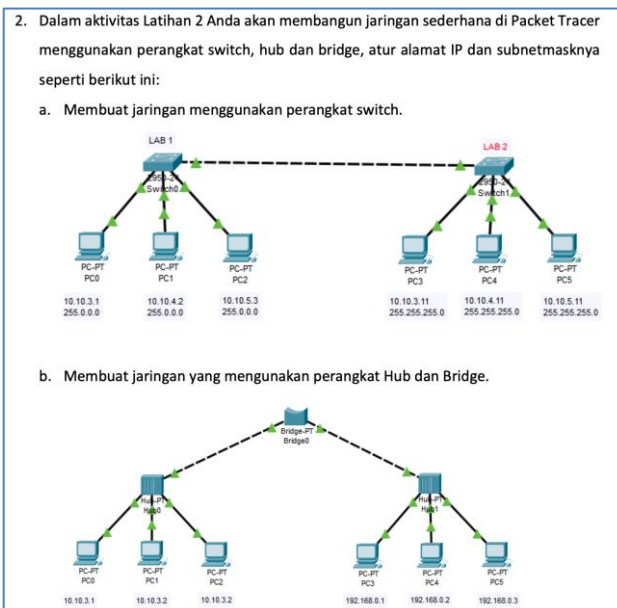 2. Dalam aktivitas Latihan 2 Anda akan membangun jaringan sederhana di Packet Tracer
menggunakan perangkat switch, hub dan bridge, atur alamat IP dan subnetmasknya
seperti berikut ini:
a. Membuat jaringan menggunakan perangkat switch.
LAB 1
LAB 2
2950-24
Switch0
2950-24
Switch1
PC-PT PC-PT PC-PT PC-PT PC-PT PC-PT
PC0 PC1 PC2 PC3 PC4 PC5
10.10.3.1 10.10.4.2 10.10.5.3 10.10.3.11 10.10.4.11 10.10.5.11
255.0.0.0 255.0.0.0 255.0.0.0 255.255.255.0 255.255.255.0 255.255.255.0
b. Membuat jaringan yang mengunakan perangkat Hub dan Bridge.
Bridge-PT
Bridge0
Hub-PT Hub-PT
Hub0 Hub1
PC-PT PC-PT PC-PT PC-PT PC-PT PC-PT
PC0 PC1 PC2 PC3 PC4 PC5
10.10.3.1 10.10.3.2 10.10.3.2 192.168.0.1 192.168.0.2 192.168.0.3